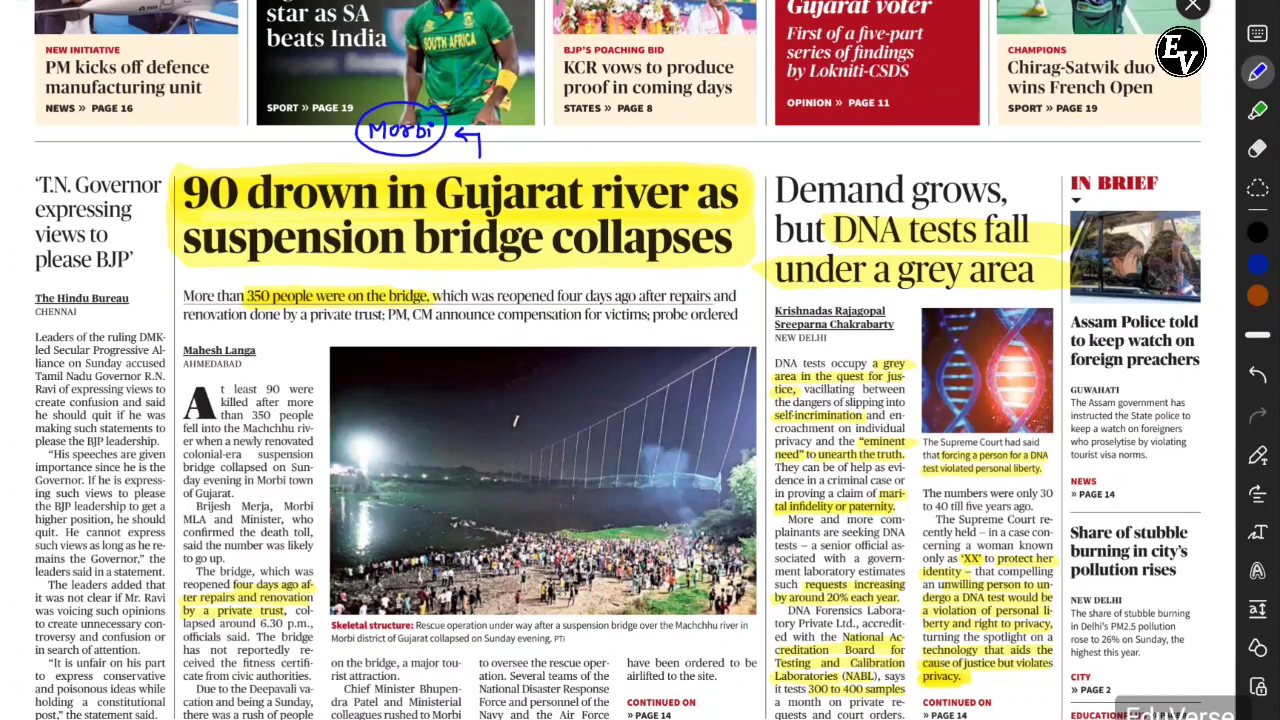 star as SA
beats India
SOUTH AFRICA
SPORT » PAGE 19
NEW INITIATIVE
PM kicks off defence
manufacturing unit
NEWS » PAGE 16
BJP'S POACHING BID
KCR vows to produce
proof in coming days
STATES » PAGE 8
Gujarat voter
First of a five-part
series of findings
by Lokniti-CSDS
OPINION » PAGE 11
CHAMPIONS
Chirag-Satwik duo
wins French Open
SPORT » PAGE 19
EV
Morbi
'T.N. Governor
expressing
views to
please BJP'
The Hindu Bureau
CHENNAI
Leaders of the ruling DMK-
led Secular Progressive Al-
liance on Sunday accused
Tamil Nadu Governor R.N.
Ravi of expressing views to
create confusion and said
he should quit if he was
making such statements to
please the BJP leadership.
"His speeches are given
importance since he is the
Governor. If he is express-
ing such views to please
the BJP leadership to get a
higher position, he should
quit. He cannot express
such views as long as he re-
mains the Governor," the
leaders said in a statement.
The leaders added that
it was not clear if Mr. Ravi
was voicing such opinions
to create unnecessary con-
troversy and confusion or
in search of attention.
"It is unfair on his part
to express conservative
and poisonous ideas while
holding a constitutional
post," the statement said.
90 drown in Gujarat river as
suspension bridge collapses
More than 350 people were on the bridge, which was reopened four days ago after repairs and
renovation done by a private trust; PM, CM announce compensation for victims; probe ordered
Mahesh Langa
AHMEDABAD
At least 90 were
killed after more
than 350 people
fell into the Machchhu riv-
er when a newly renovated
colonial-era suspension
bridge collapsed on Sun-
day evening in Morbi town
of Gujarat.
Brijesh Merja, Morbi
MLA and Minister, who
confirmed the death toll,
said the number was likely
to go up.
The bridge, which was
reopened four days ago af-
ter repairs and renovation
by a private trust, col-
lapsed around 6.30 p.m.,
officials said. The bridge
has not reportedly re-
ceived the fitness certifi-
cate from civic authorities.
Due to the Deepavali va-
cation and being a Sunday,
there was a rush of people
Skeletal structure: Rescue operation under way after a suspension bridge over the Machchhu river in
Morbi district of Gujarat collapsed on Sunday evening. PTI
on the bridge, a major tou-
rist attraction.
Chief Minister Bhupen-
dra Patel and Ministerial
colleagues rushed to Morbi
to oversee the rescue oper-
ation. Several teams of the
National Disaster Response
Force and personnel of the
Navy and the Air Force
have been ordered to be
airlifted to the site.
CONTINUED ON
» PAGE 14
Demand grows,
but DNA tests fall
under a grey area
Krishnadas Rajagopal
Sreeparna Chakrabarty
NEW DELHI
DNA tests occupy a grey
area in the quest for jus-
tice, vacillating between
the dangers of slipping into
self-incrimination and en-
croachment on individual
privacy and the "eminent
need" to unearth the truth.
They can be of help as evi-
dence in a criminal case or
in proving a claim of mari-
tal infidelity or paternity.
More and more com-
plainants are seeking DNA
tests – a senior official as-
sociated with a govern-
ment laboratory estimates
such requests increasing
by around 20% each year.
DNA Forensics Labora-
tory Private Ltd., accredit-
ed with the National Ac-
creditation Board for
Testing and Calibration
Laboratories (NABL), says
it tests 300 to 400 samples
a month on private re-
quests and court orders.
The Supreme Court had said
that forcing a person for a DNA
test violated personal liberty.
The numbers were only 30
to 40 till five years ago.
The Supreme Court re-
cently held – in a case con-
cerning a woman known
only as 'XX' to protect her
identity – that compelling
an unwilling person to un-
dergo a DNA test would be
a violation of personal li-
berty and right to privacy,
turning the spotlight on a
technology that aids the
cause of justice but violates
privacy.
CONTINUED ON
» PAGE 14
IN BRIEF
Assam Police told
to keep watch on
foreign preachers
GUWAHATI
The Assam government has
instructed the State police to
keep a watch on foreigners
who proselytise by violating
tourist visa norms.
NEWS
» PAGE 14
Share of stubble
burning in city's
pollution rises
NEW DELHI
The share of stubble burning
in Delhi's PM2.5 pollution
rose to 26% on Sunday, the
highest this year.
CITY
» PAGE 2
EduVerse